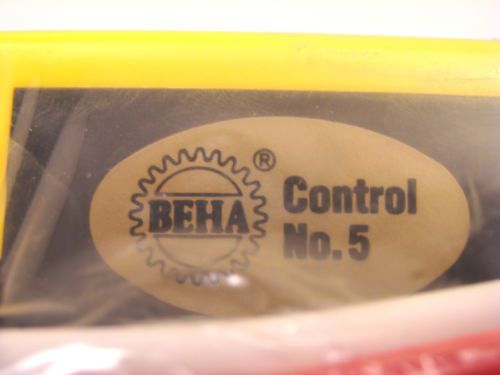 BEHA ®
Control
No. 5